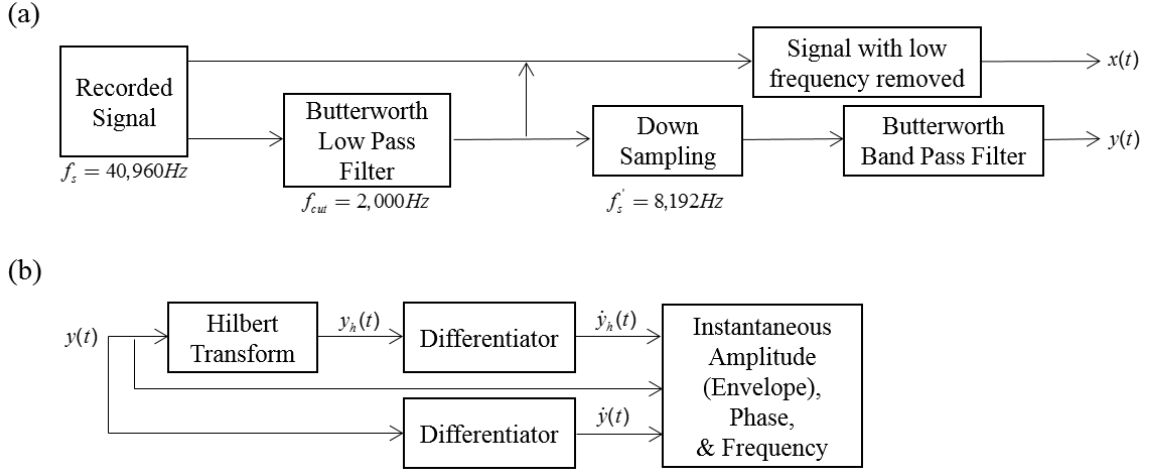 (a)
Recorded
Signal
f_s = 40,960Hz
Butterworth
Low Pass
Filter
f_cut = 2,000Hz
Signal with low
frequency removed
x(t)
Down
Sampling
f_s' = 8,192Hz
Butterworth
Band Pass Filter
y(t)
(b)
y(t)
Hilbert
Transform
y_h(t)
Differentiator
ẏ_h(t)
Differentiator
ẏ(t)
Instantaneous
Amplitude
(Envelope),
Phase,
& Frequency